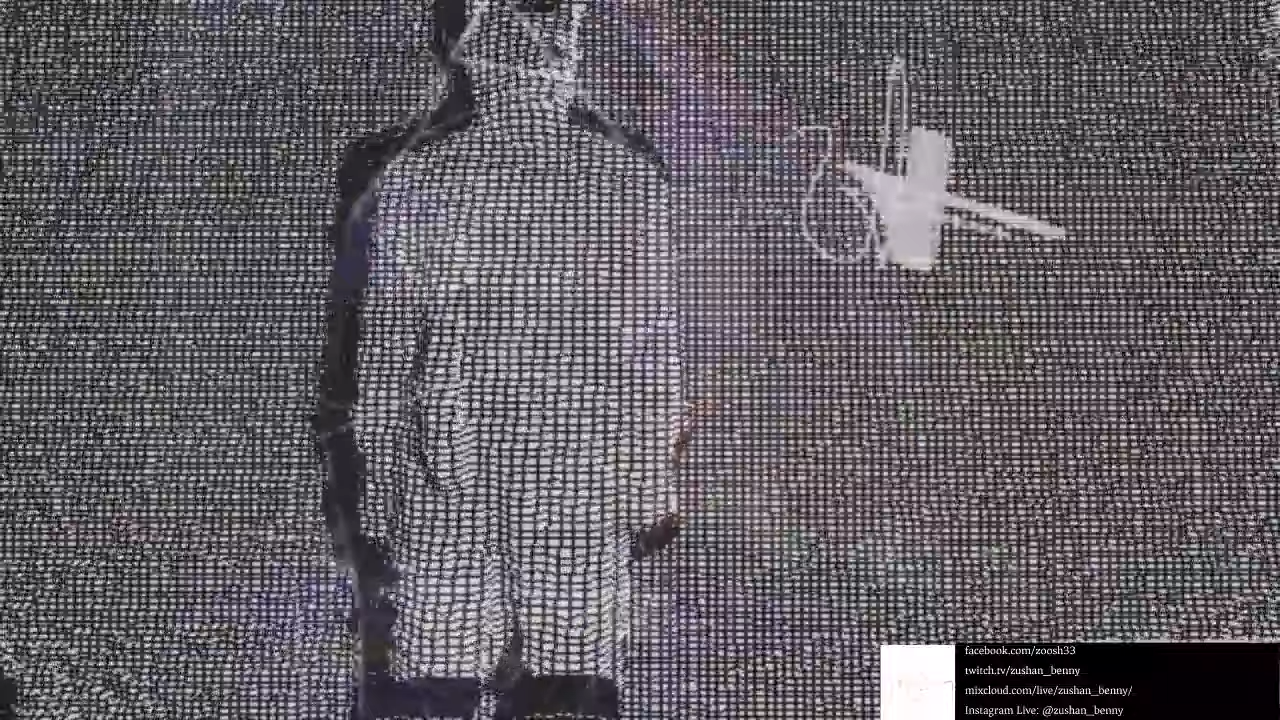 facebook.com/zoosh33
twitch.tv/zushan_benny
mixcloud.com/live/zushan_benny/
Instagram Live: @zushan_benny